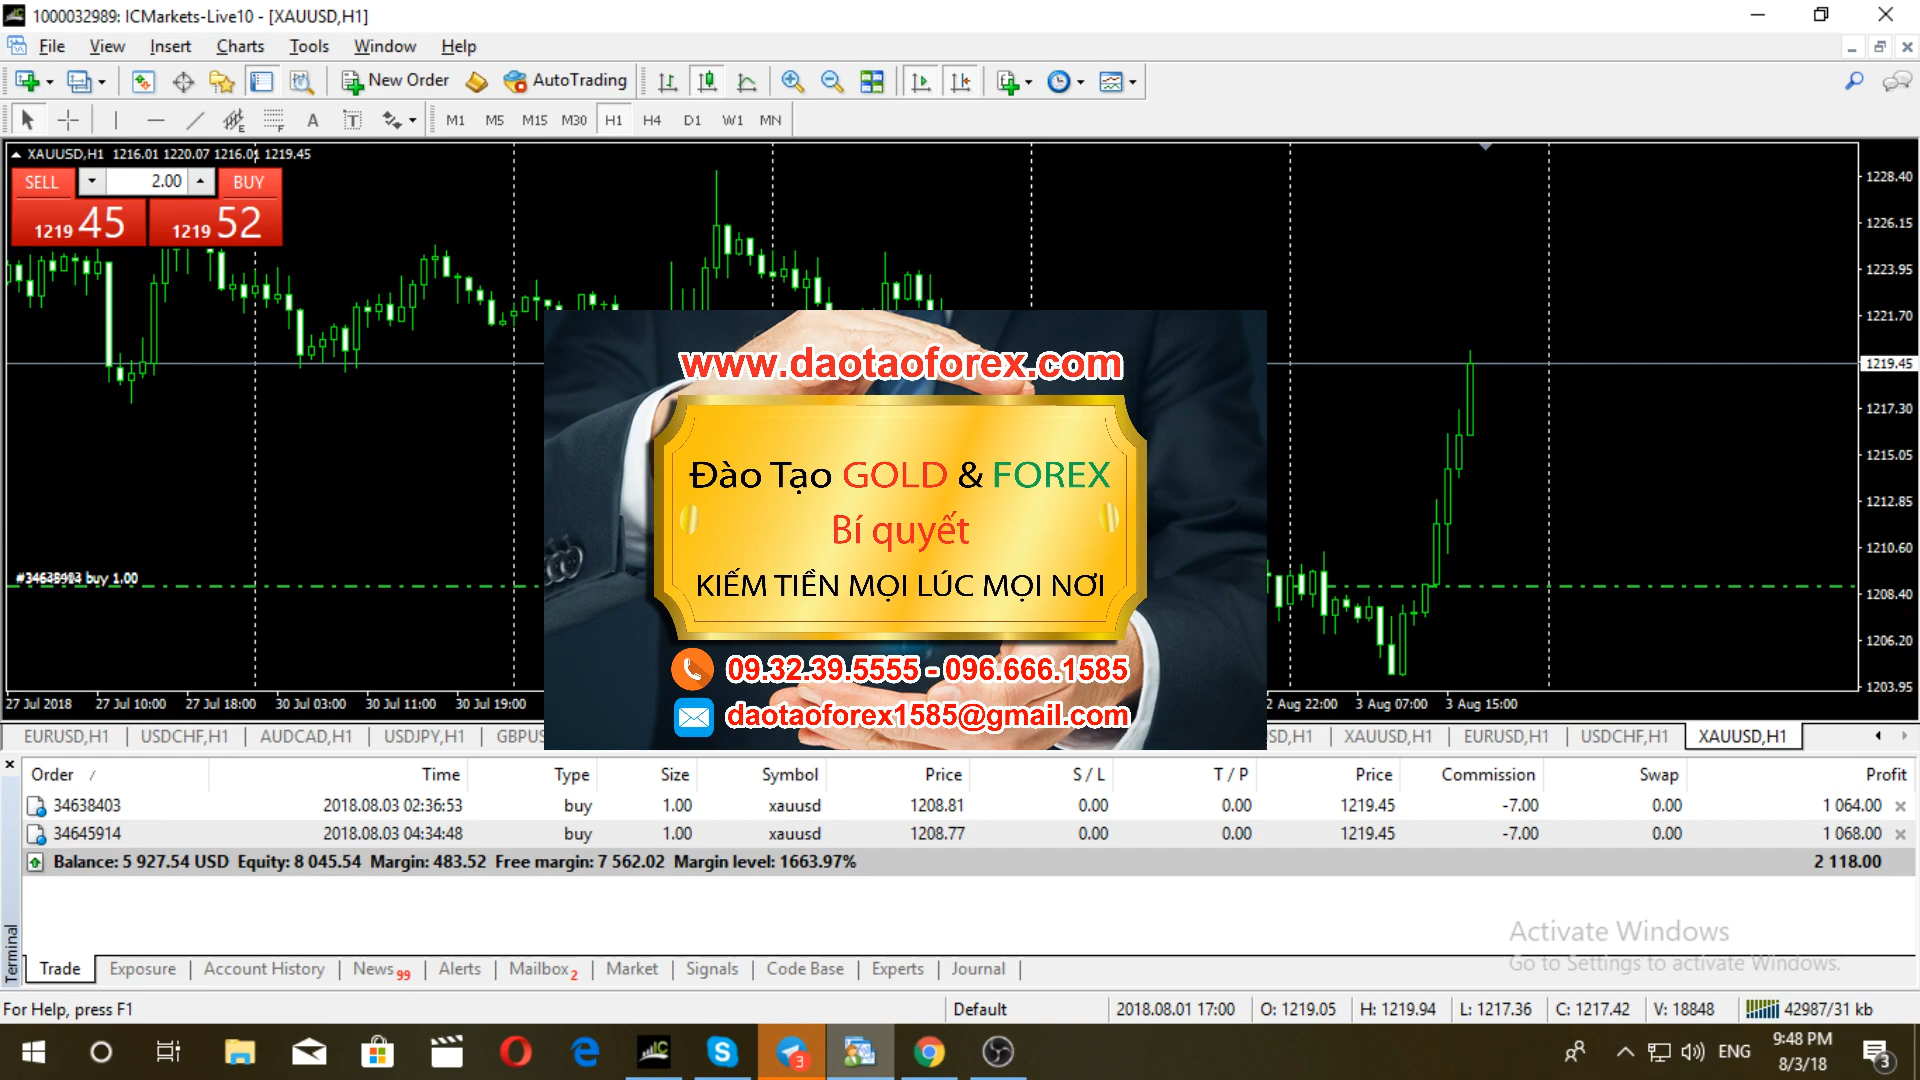 1000032989: ICMarkets-Live10 - [XAUUSD,H1]
File View Insert Charts Tools Window Help
New Order AutoTrading
E F A T M1 M5 M15 M30 H1 H4 D1 W1 MN
XAUUSD,H1 1216.01 1220.07 1216.01 1219.45
SELL 2.00 BUY
1219 45 1219 52
1228.40
1226.15
1223.95
1221.70
1219.45
1217.30
1215.05
1212.85
1210.60
1208.40
1206.20
1203.95
buy 1.00
www.daotaoforex.com
Đào Tạo GOLD & FOREX
Bí quyết
KIẾM TIỀN MỌI LÚC MỌI NƠI
09.32.39.5555 - 096.666.1585
daotaoforex1585@gmail.com
27 Jul 2018 27 Jul 10:00 27 Jul 18:00 30 Jul 03:00 30 Jul 11:00 30 Jul 19:00 2 Aug 22:00 3 Aug 07:00 3 Aug 15:00
EURUSD,H1 USDCHF,H1 AUDCAD,H1 USDJPY,H1 GBPUS SD,H1 XAUUSD,H1 EURUSD,H1 USDCHF,H1 XAUUSD,H1
Order / Time Type Size Symbol Price S / L T / P Price Commission Swap Profit
34638403 2018.08.03 02:36:53 buy 1.00 xauusd 1208.81 0.00 0.00 1219.45 -7.00 0.00 1 064.00
34645914 2018.08.03 04:34:48 buy 1.00 xauusd 1208.77 0.00 0.00 1219.45 -7.00 0.00 1 068.00
Balance: 5 927.54 USD Equity: 8 045.54 Margin: 483.52 Free margin: 7 562.02 Margin level: 1663.97% 2 118.00
Terminal
Activate Windows
Go to Settings to activate Windows.
Trade Exposure Account History News 99 Alerts Mailbox 2 Market Signals Code Base Experts Journal
For Help, press F1 Default 2018.08.01 17:00 O: 1219.05 H: 1219.94 L: 1217.36 C: 1217.42 V: 18848 42987/31 kb
IC 3 ENG 9:48 PM
8/3/18 3